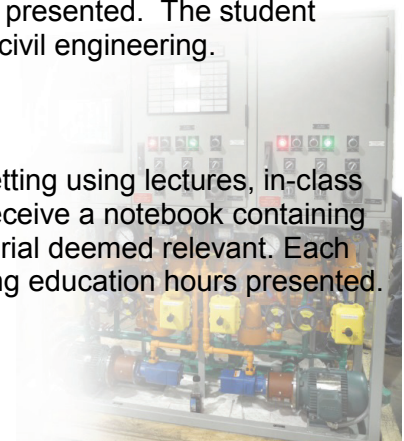 presented.  The student
civil engineering.
etting using lectures, in-class
eceive a notebook containing
rial deemed relevant. Each
ng education hours presented.